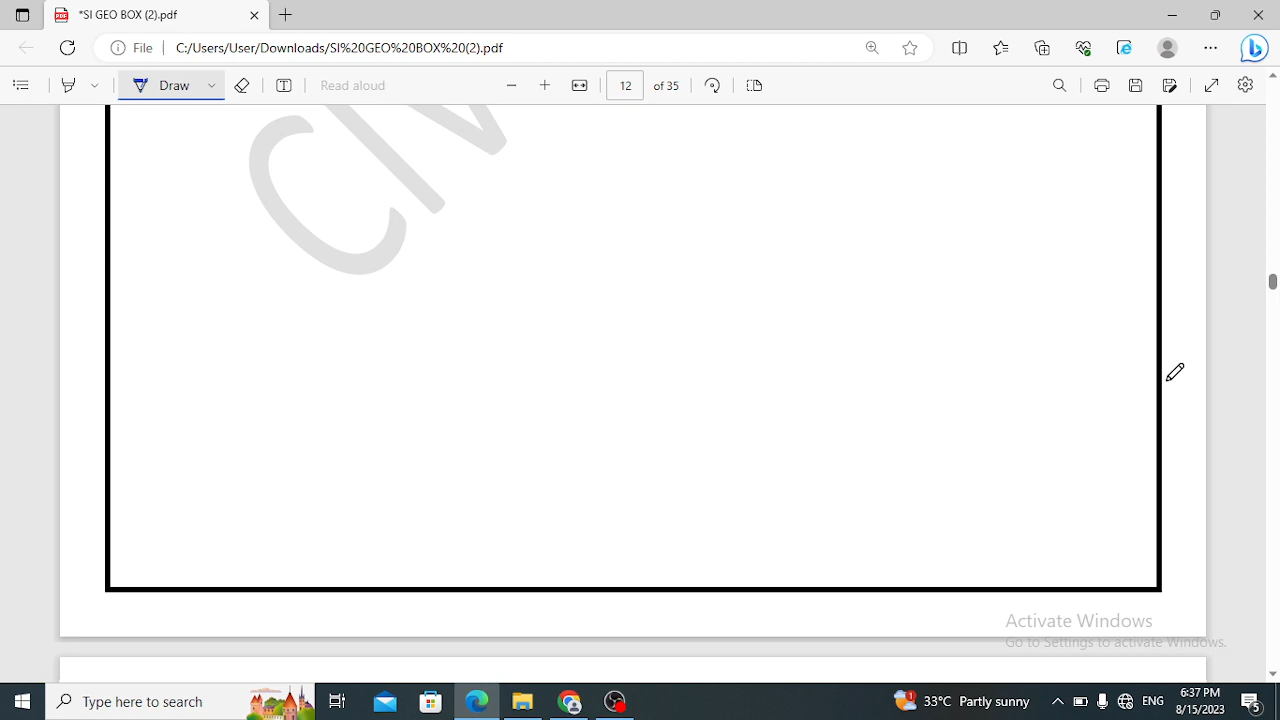 *SI GEO BOX (2).pdf
File
C:/Users/User/Downloads/SI%20GEO%20BOX%20(2).pdf
Draw
Read aloud
12
of 35
CIV
Activate Windows
Go to Settings to activate Windows.
Type here to search
1
33°C Partly sunny
ENG
6:37 PM
8/15/2023
5